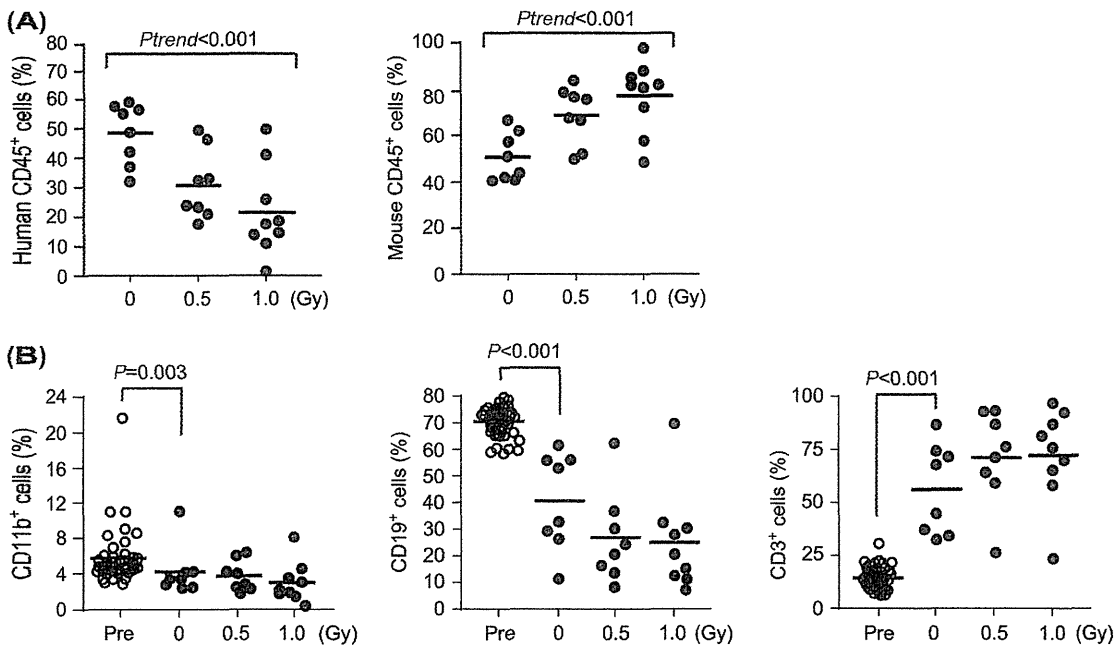 (A)
Ptrend<0.001
Human CD45+ cells (%)
80
70
60
50
40
30
20
10
0
0 0.5 1.0 (Gy)
Ptrend<0.001
Mouse CD45+ cells (%)
100
80
60
40
20
0
0 0.5 1.0 (Gy)
(B)
P=0.003
CD11b+ cells (%)
24
20
16
12
8
4
0
Pre 0 0.5 1.0 (Gy)
P<0.001
CD19+ cells (%)
80
70
60
50
40
30
20
10
0
Pre 0 0.5 1.0 (Gy)
P<0.001
CD3+ cells (%)
100
75
50
25
0
Pre 0 0.5 1.0 (Gy)